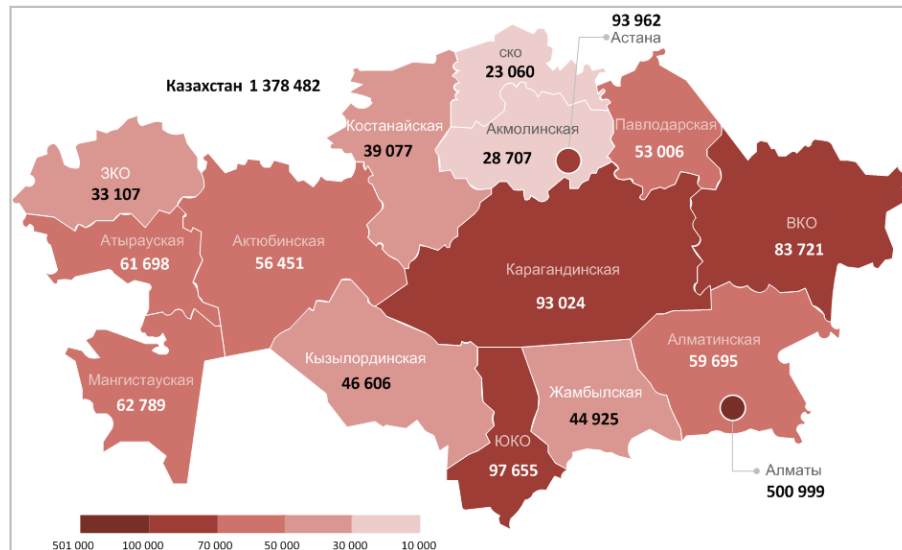 93 962
Астана
ско
23 060
Казахстан 1 378 482
Костанайская
39 077
Акмолинская
28 707
Павлодарская
53 006
ЗКО
33 107
ВКО
83 721
Атырауская
61 698
Актюбинская
56 451
Карагандинская
93 024
Алматинская
59 695
Кызылординская
46 606
Мангистауская
62 789
Жамбылская
44 925
ЮКО
97 655
Алматы
500 999
501 000 100 000 70 000 50 000 30 000 10 000